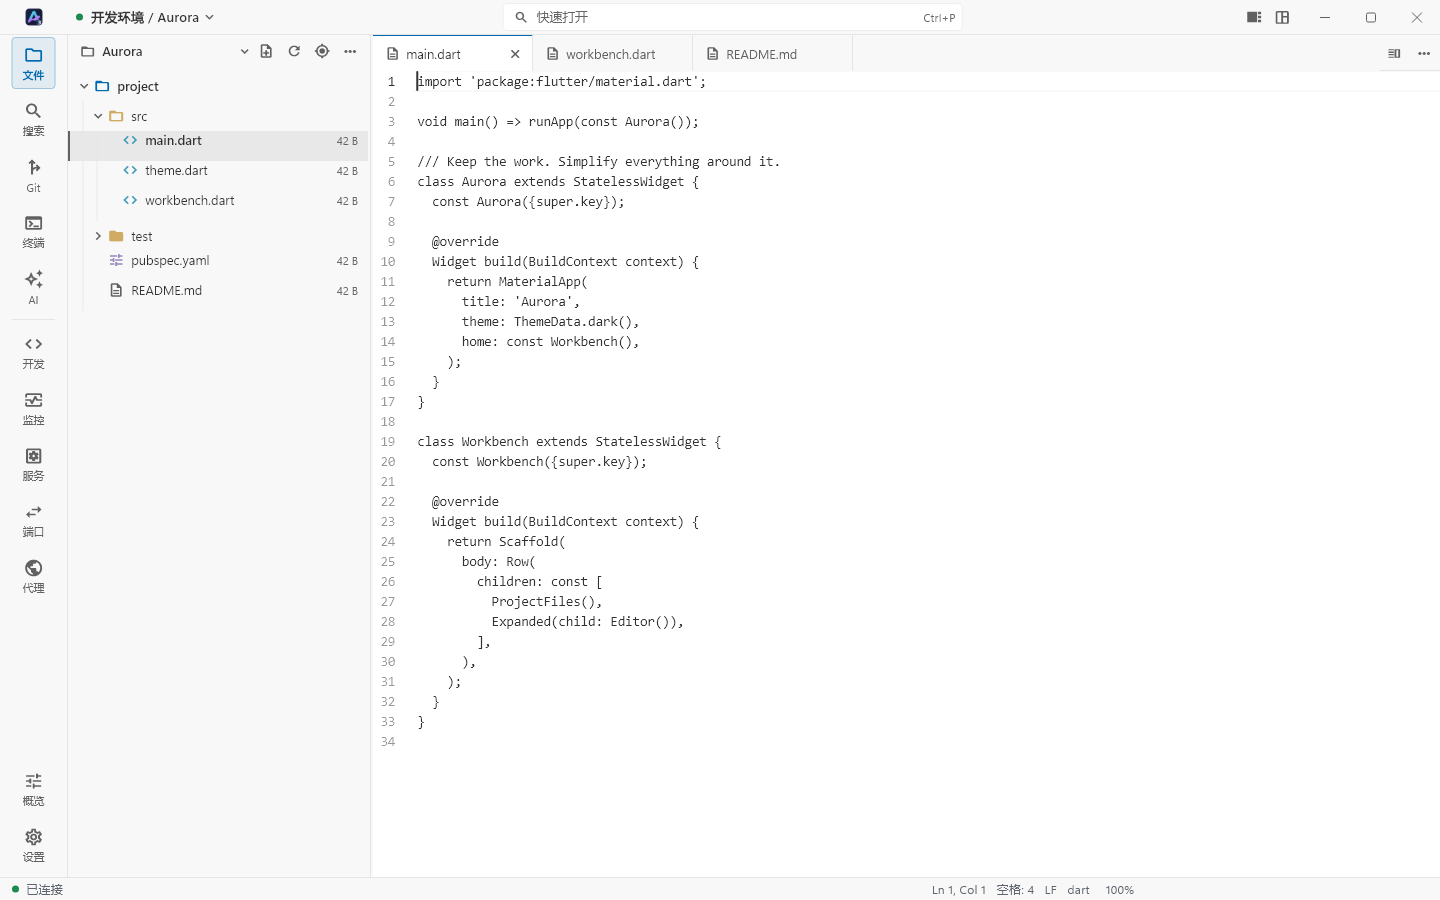 开发环境 / Aurora
快速打开
Ctrl+P
文件
搜索
Git
终端
AI
开发
监控
服务
端口
代理
概览
设置
Aurora
project
src
main.dart 42 B
theme.dart 42 B
workbench.dart 42 B
test
pubspec.yaml 42 B
README.md 42 B
main.dart
workbench.dart
README.md
1 import 'package:flutter/material.dart';
2
3 void main() => runApp(const Aurora());
4
5 /// Keep the work. Simplify everything around it.
6 class Aurora extends StatelessWidget {
7   const Aurora({super.key});
8
9   @override
10   Widget build(BuildContext context) {
11     return MaterialApp(
12       title: 'Aurora',
13       theme: ThemeData.dark(),
14       home: const Workbench(),
15     );
16   }
17 }
18
19 class Workbench extends StatelessWidget {
20   const Workbench({super.key});
21
22   @override
23   Widget build(BuildContext context) {
24     return Scaffold(
25       body: Row(
26         children: const [
27           ProjectFiles(),
28           Expanded(child: Editor()),
29         ],
30       ),
31     );
32   }
33 }
34
已连接
Ln 1, Col 1 空格: 4 LF dart 100%